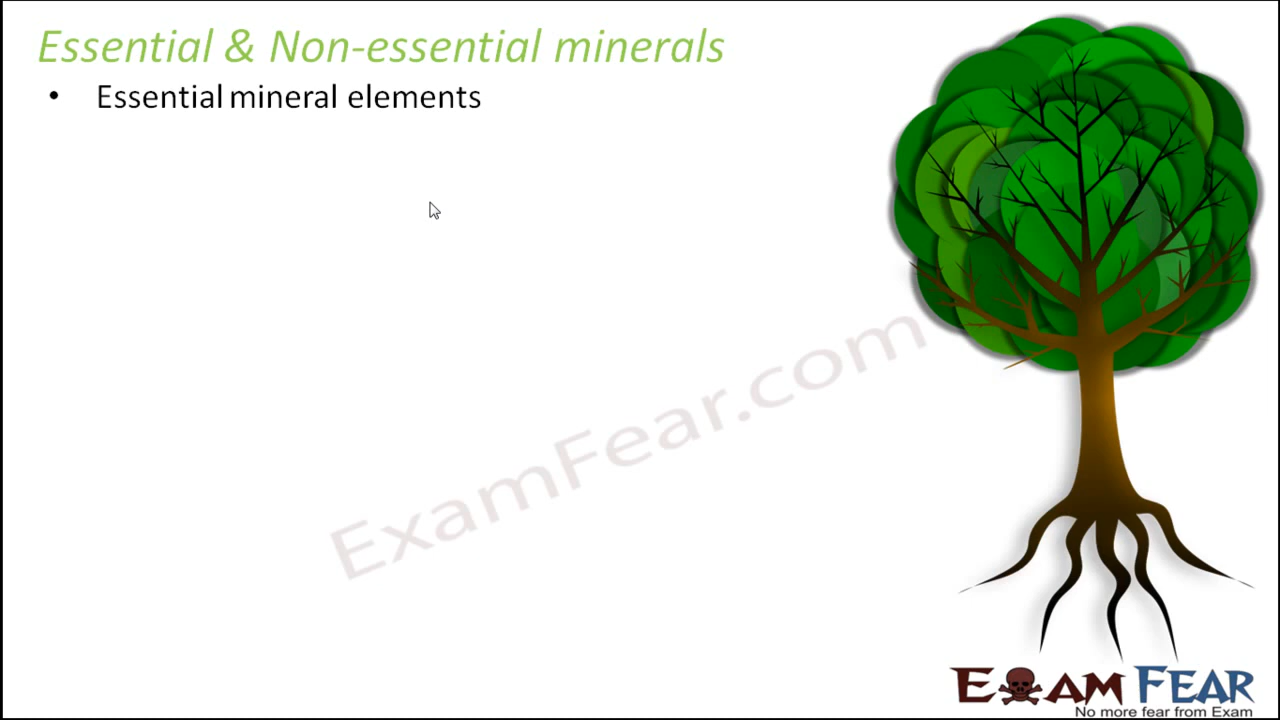 Essential & Non-essential minerals
• Essential mineral elements
ExamFear.com
EXAM FEAR
No more fear from Exam